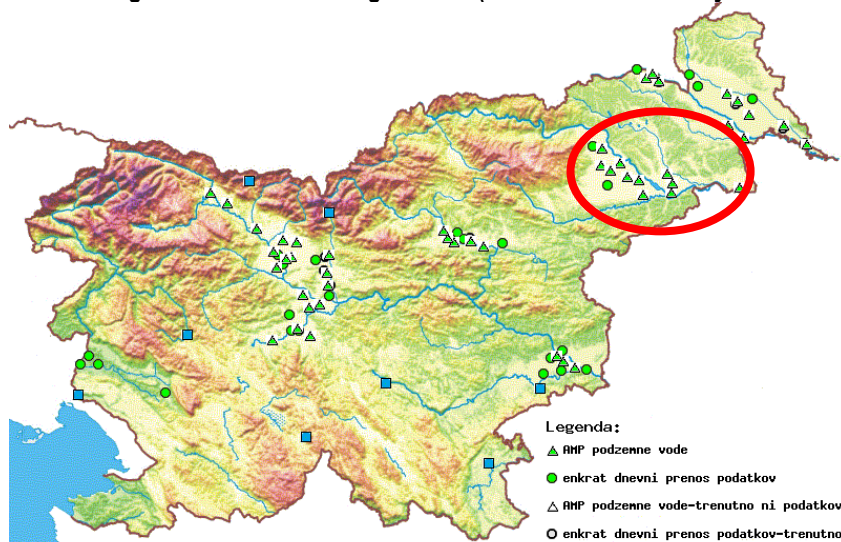 Legenda:
AMP podzemne vode
enkrat dnevni prenos podatkov
AMP podzemne vode-trenutno ni podatkov
enkrat dnevni prenos podatkov-trenutno